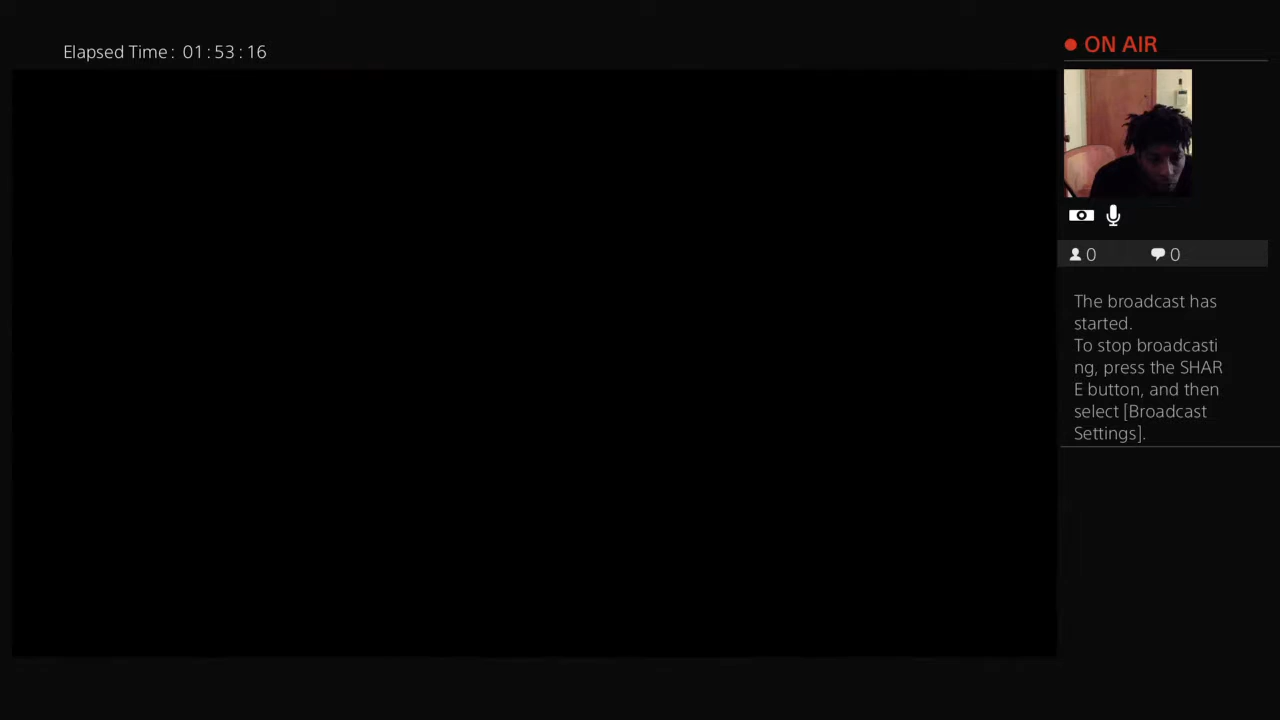 Elapsed Time: 01:53:16
ON AIR
0 0
The broadcast has
started.
To stop broadcasti
ng, press the SHAR
E button, and then
select [Broadcast
Settings].